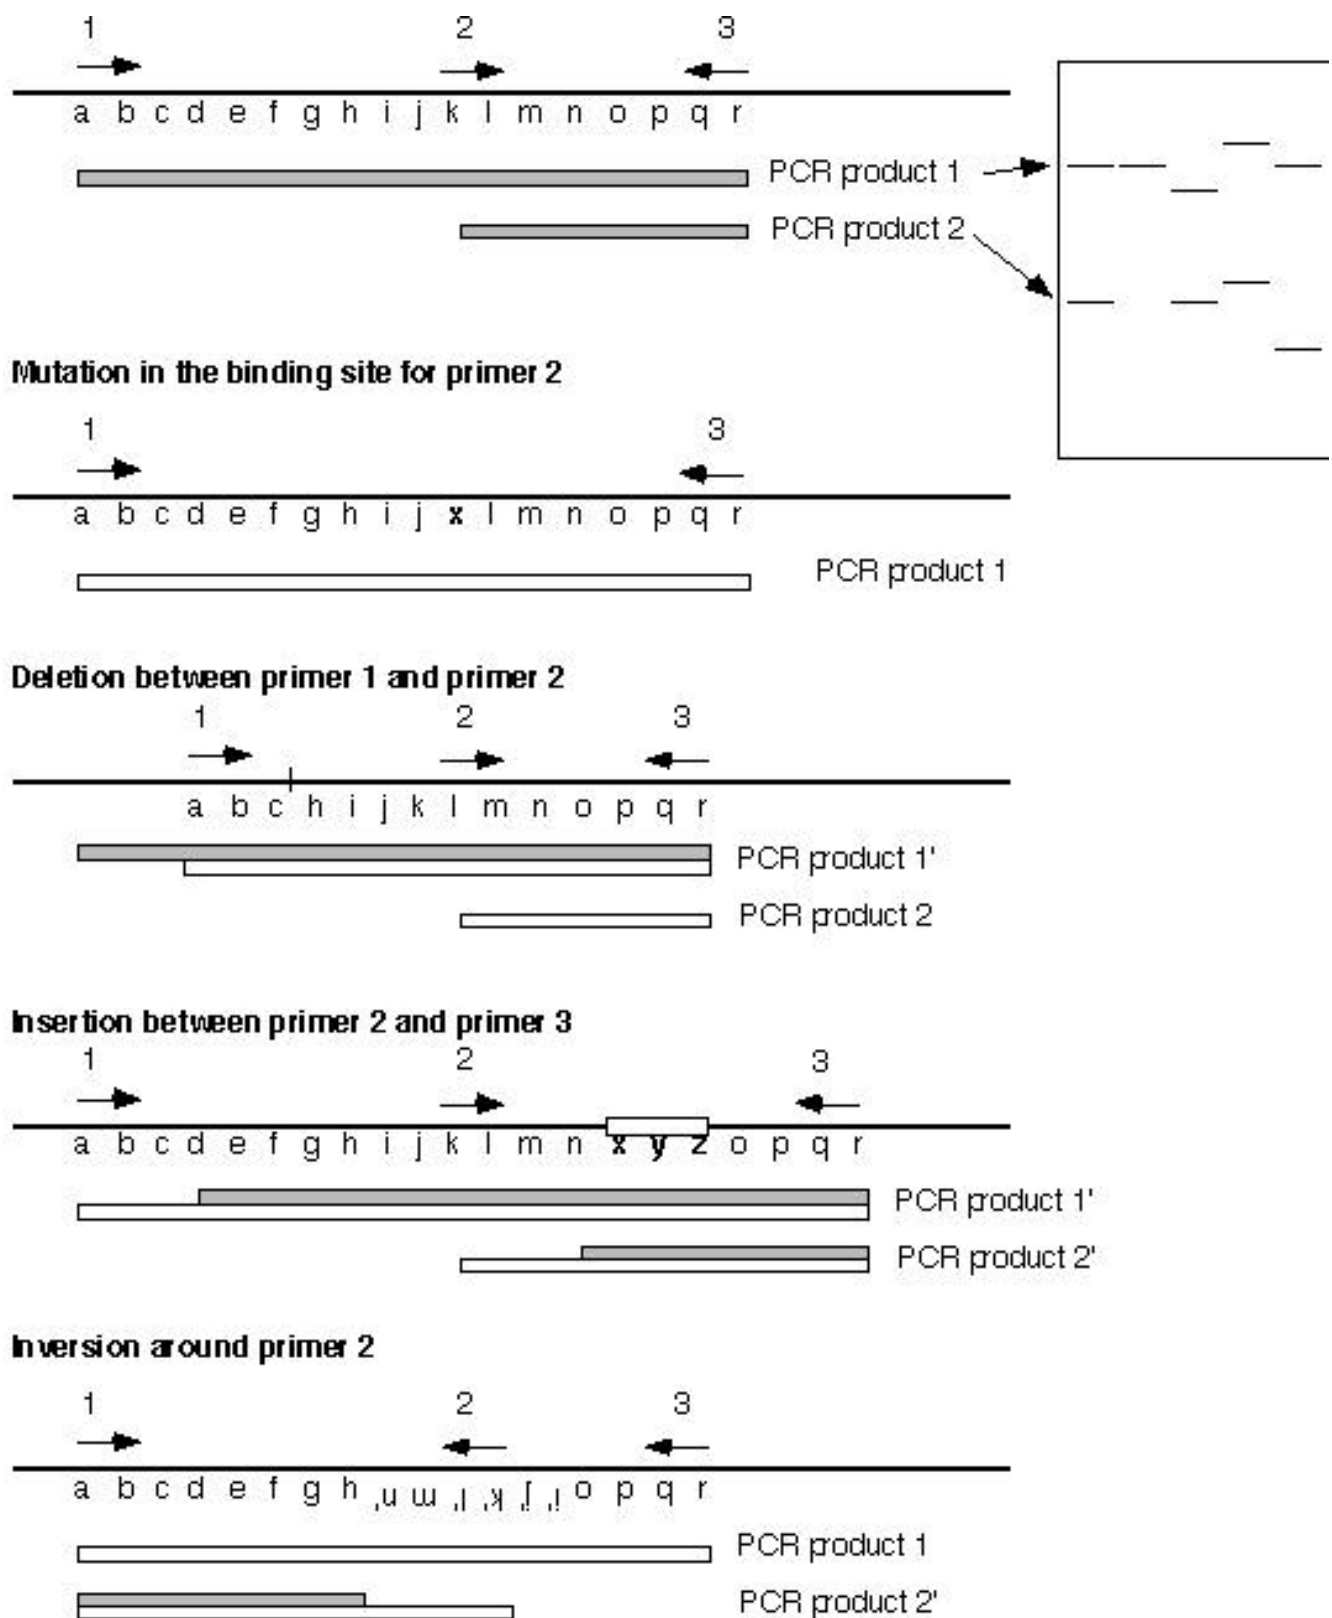 1 2 3
a b c d e f g h i j k l m n o p q r
PCR product 1
PCR product 2
Mutation in the binding site for primer 2
1 3
a b c d e f g h i j x l m n o p q r
PCR product 1
Deletion between primer 1 and primer 2
1 2 3
a b c h i j k l m n o p q r
PCR product 1'
PCR product 2
Insertion between primer 2 and primer 3
1 2 3
a b c d e f g h i j k l m n x y z o p q r
PCR product 1'
PCR product 2'
Inversion around primer 2
1 2 3
a b c d e f g h n' m l' k' j' i' o p q r
PCR product 1
PCR product 2'